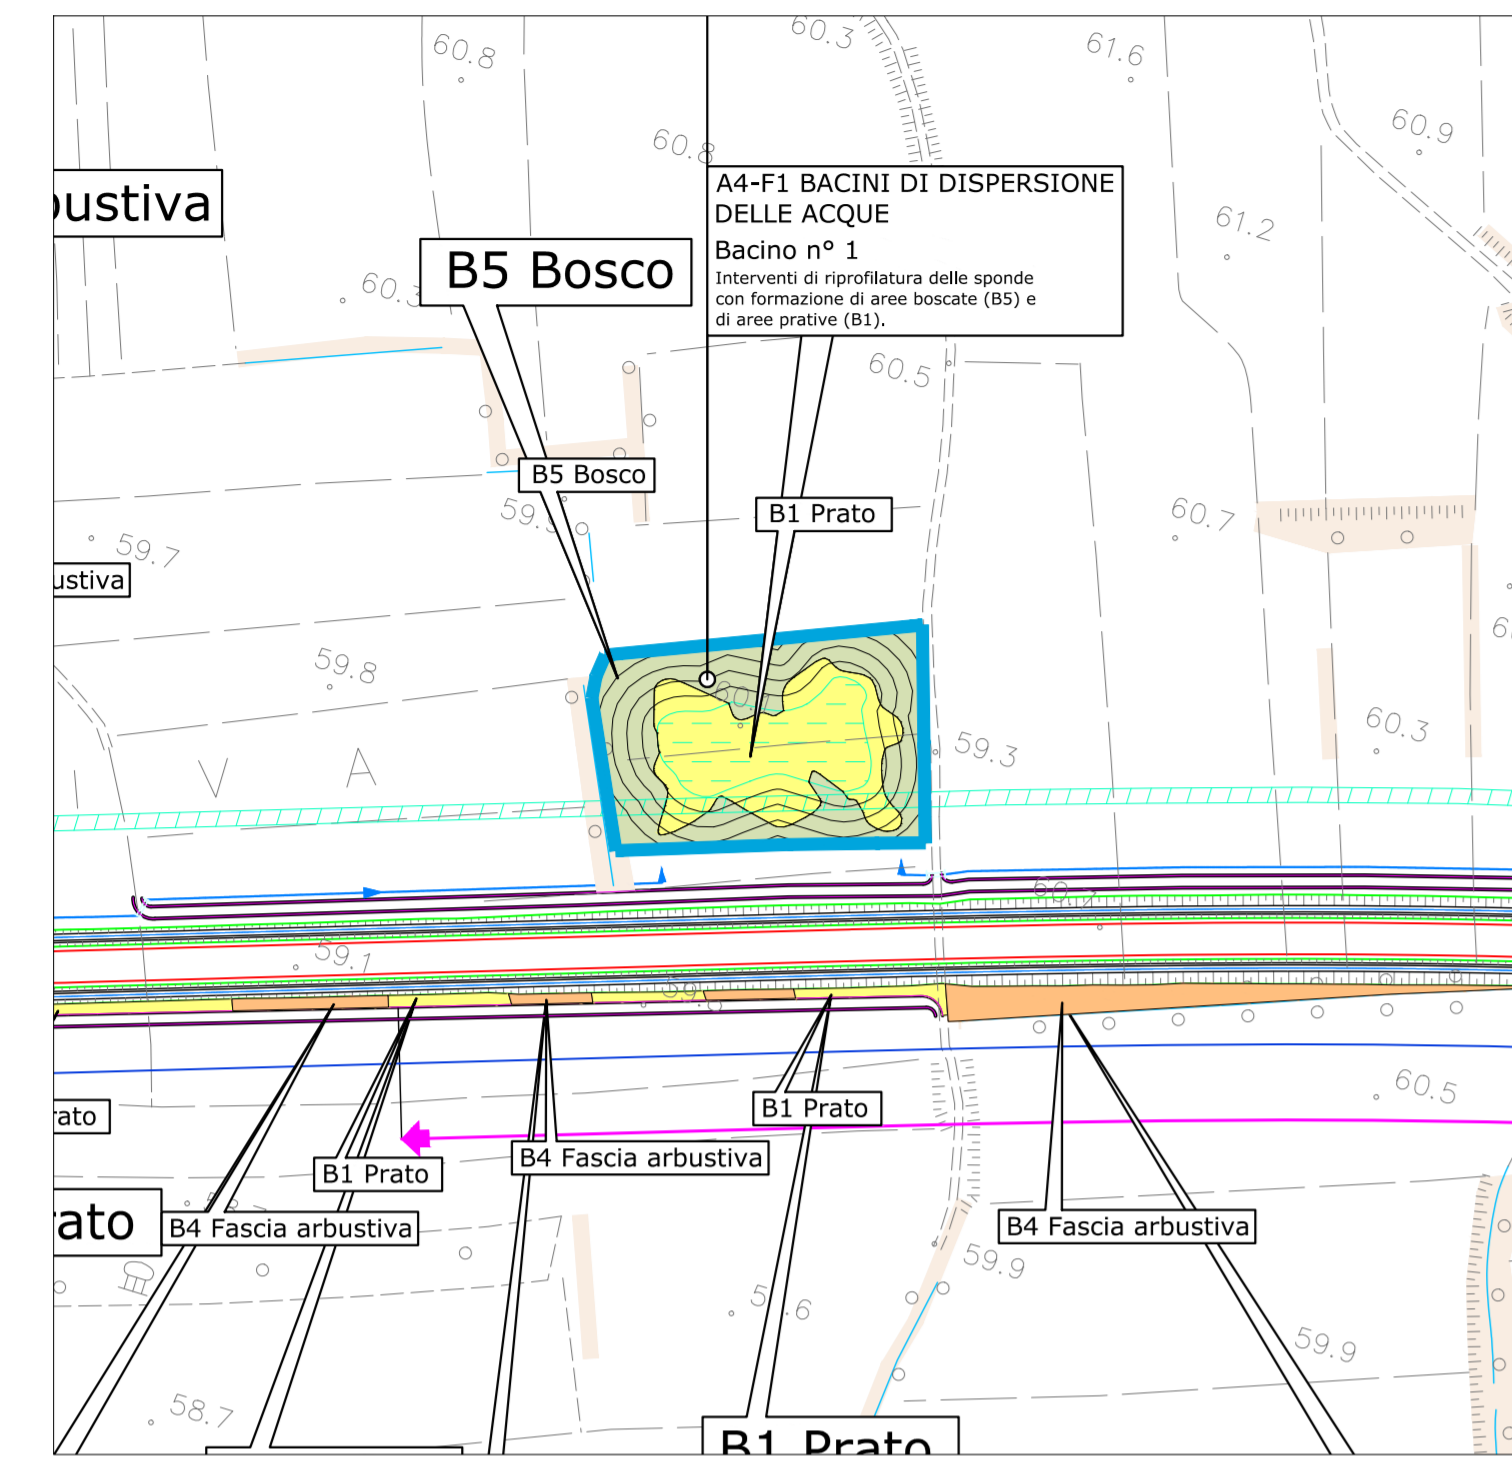 60.8
60.3
61.6
60.9
60.8
bustiva
A4-F1 BACINI DI DISPERSIONE
DELLE ACQUE
Bacino n° 1
Interventi di riprofilatura delle sponde
con formazione di aree boscate (B5) e
di aree prative (B1).
61.2
B5 Bosco
60.3
60.5
B5 Bosco
B1 Prato
59.7
60.7
ustiva
59.8
59.3
60.3
V A
59.1
60.5
rato
B1 Prato
B4 Fascia arbustiva
B1 Prato
rato
B4 Fascia arbustiva
B4 Fascia arbustiva
59.9
59.9
58.7
B1 Prato